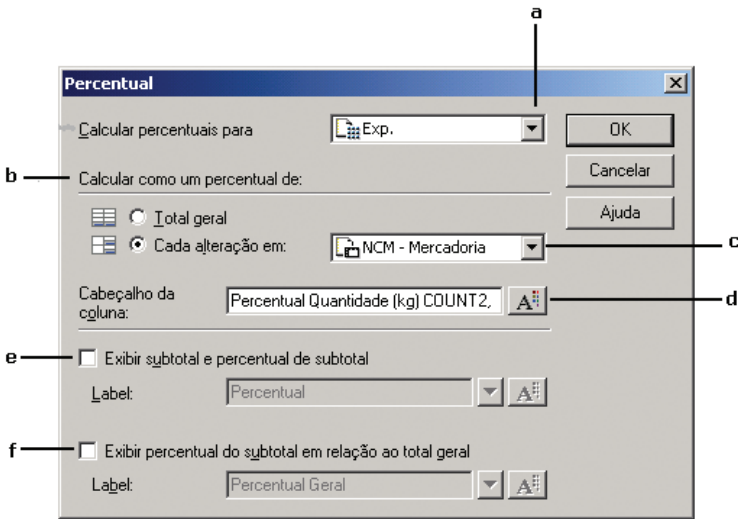 a
Percentual
Calcular percentuais para
Exp.
OK
b
Calcular como um percentual de:
Cancelar
Total geral
Ajuda
Cada alteração em:
NCM - Mercadoria
c
Cabeçalho da
coluna:
Percentual Quantidade (kg) COUNT2,
A
d
e
Exibir subtotal e percentual de subtotal
Label:
Percentual
A
f
Exibir percentual do subtotal em relação ao total geral
Label:
Percentual Geral
A